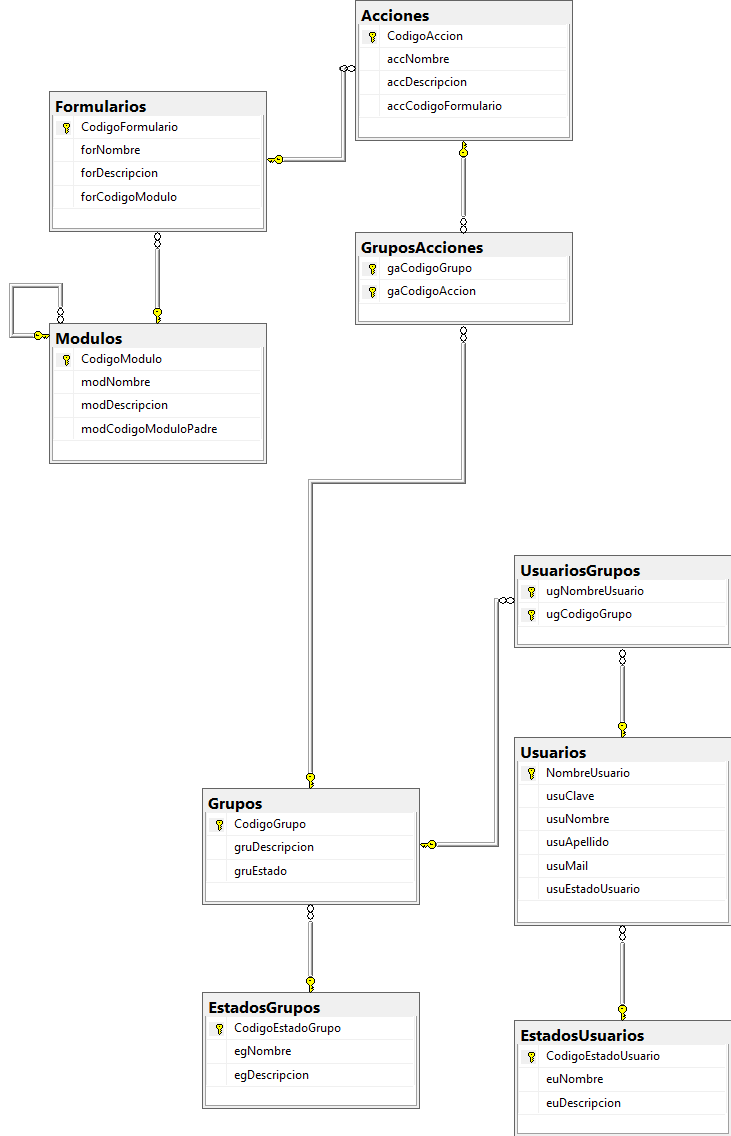 Acciones
CodigoAccion
accNombre
accDescripcion
accCodigoFormulario
Formularios
CodigoFormulario
forNombre
forDescripcion
forCodigoModulo
GruposAcciones
gaCodigoGrupo
gaCodigoAccion
Modulos
CodigoModulo
modNombre
modDescripcion
modCodigoModuloPadre
UsuariosGrupos
ugNombreUsuario
ugCodigoGrupo
Usuarios
NombreUsuario
usuClave
usuNombre
usuApellido
usuMail
usuEstadoUsuario
Grupos
CodigoGrupo
gruDescripcion
gruEstado
EstadosGrupos
CodigoEstadoGrupo
egNombre
egDescripcion
EstadosUsuarios
CodigoEstadoUsuario
euNombre
euDescripcion